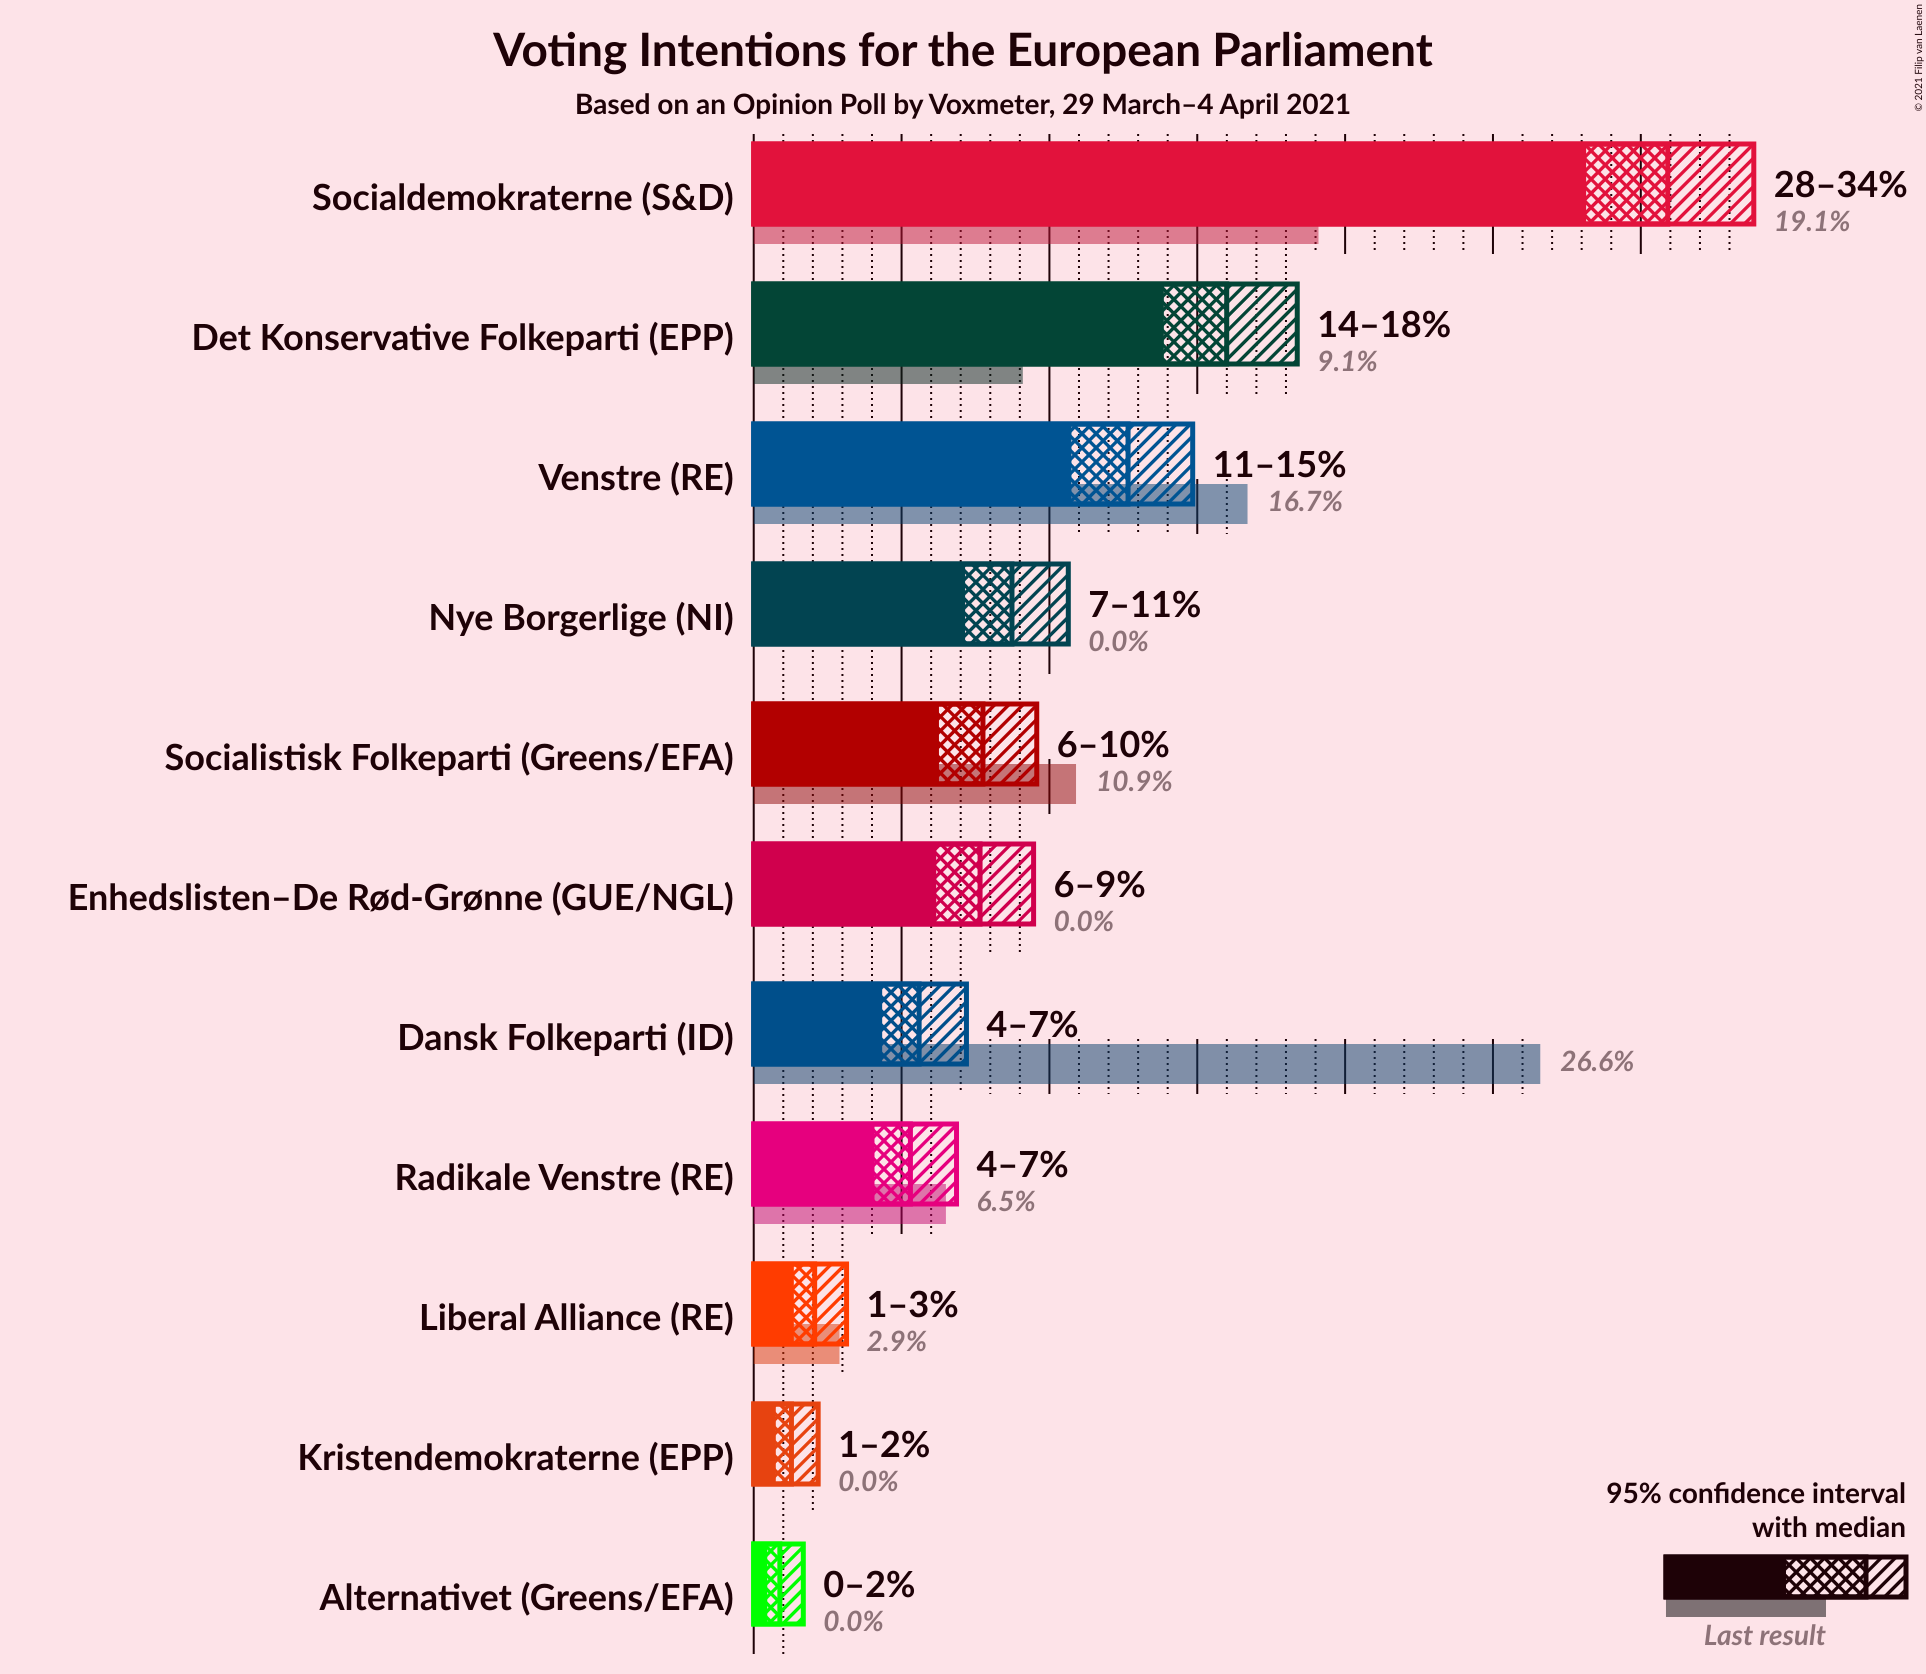 Voting Intentions for the European Parliament
Based on an Opinion Poll by Voxmeter, 29 March–4 April 2021
© 2021 Filip van Laenen
Socialdemokraterne (S&D)
28–34%
19.1%
Det Konservative Folkeparti (EPP)
14–18%
9.1%
Venstre (RE)
11–15%
16.7%
Nye Borgerlige (NI)
7–11%
0.0%
Socialistisk Folkeparti (Greens/EFA)
6–10%
10.9%
Enhedslisten–De Rød-Grønne (GUE/NGL)
6–9%
0.0%
Dansk Folkeparti (ID)
4–7%
26.6%
Radikale Venstre (RE)
4–7%
6.5%
Liberal Alliance (RE)
1–3%
2.9%
Kristendemokraterne (EPP)
1–2%
0.0%
Alternativet (Greens/EFA)
0–2%
0.0%
95% confidence interval
with median
Last result